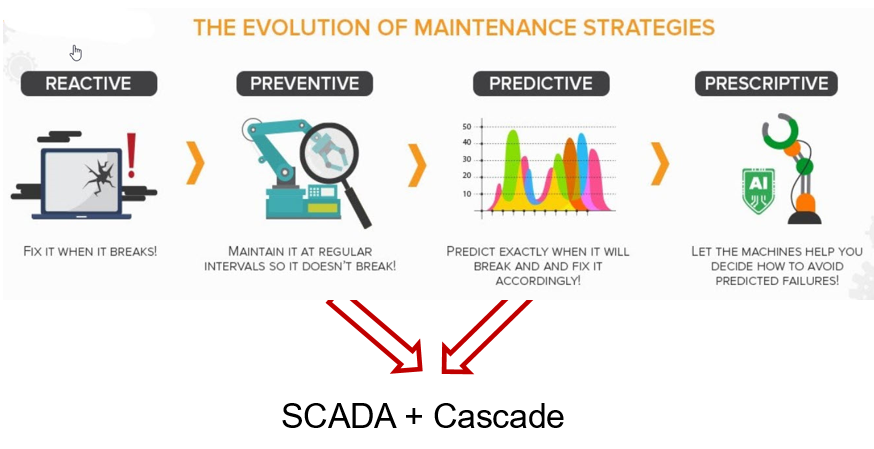 THE EVOLUTION OF MAINTENANCE STRATEGIES
REACTIVE
PREVENTIVE
PREDICTIVE
PRESCRIPTIVE
!
50
40
30
20
10
AI
FIX IT WHEN IT BREAKS!
MAINTAIN IT AT REGULAR
INTERVALS SO IT DOESN'T BREAK!
PREDICT EXACTLY WHEN IT WILL
BREAK AND AND FIX IT
ACCORDINGLY!
LET THE MACHINES HELP YOU
DECIDE HOW TO AVOID
PREDICTED FAILURES!
SCADA + Cascade